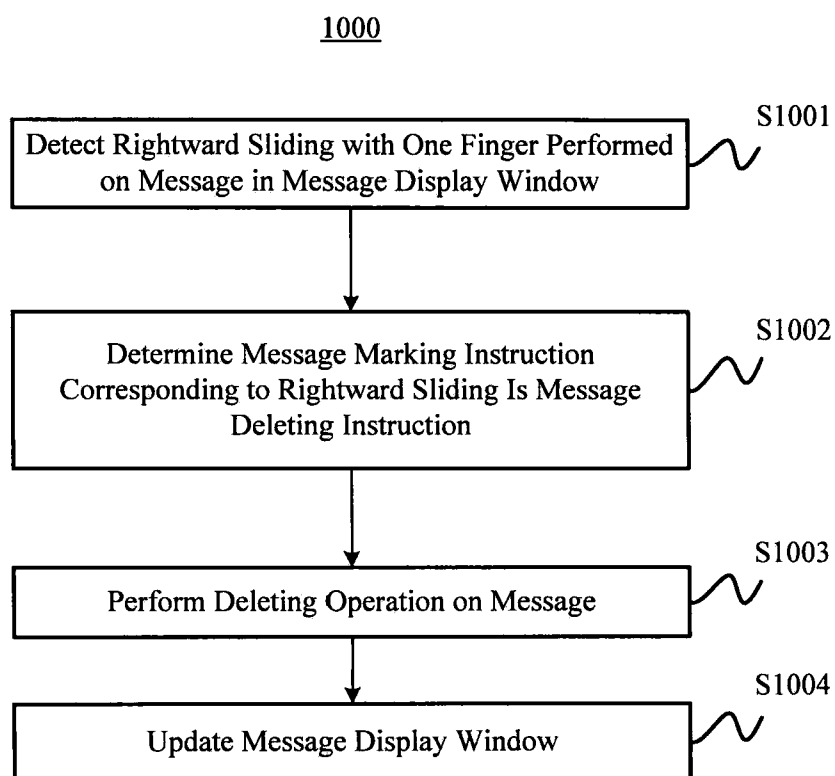 1000
S1001
Detect Rightward Sliding with One Finger Performed
on Message in Message Display Window
S1002
Determine Message Marking Instruction
Corresponding to Rightward Sliding Is Message
Deleting Instruction
S1003
Perform Deleting Operation on Message
S1004
Update Message Display Window